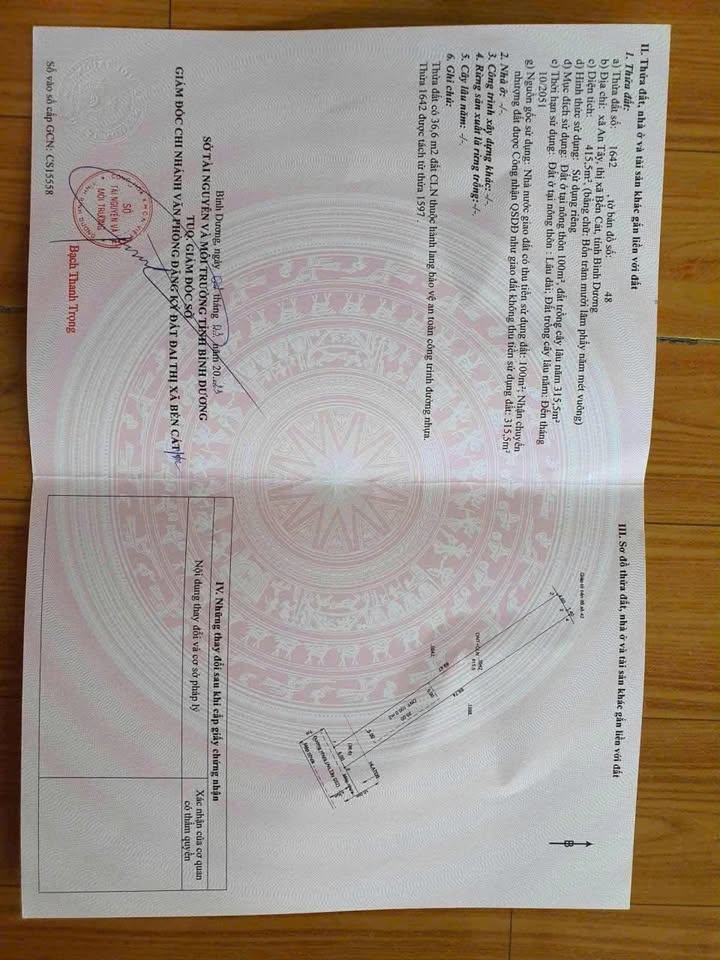 II. Thửa đất, nhà ở và tài sản khác gắn liền với đất
1. Thửa đất:
a) Thửa đất số: 1642 , tờ bản đồ số: 48
b) Địa chỉ: xã An Tây, thị xã Bến Cát, tỉnh Bình Dương
c) Diện tích: 415,5m², (bằng chữ: Bốn trăm mười lăm phẩy năm mét vuông)
d) Hình thức sử dụng: Sử dụng riêng
đ) Mục đích sử dụng: Đất ở tại nông thôn 100m², đất trồng cây lâu năm 315,5m²
e) Thời hạn sử dụng: Đất ở tại nông thôn : Lâu dài; Đất trồng cây lâu năm: Đến tháng
10/2051
g) Nguồn gốc sử dụng: Nhà nước giao đất có thu tiền sử dụng đất: 100m²; Nhận chuyển
nhượng đất được Công nhận QSDĐ như giao đất không thu tiền sử dụng đất: 315,5m²
2. Nhà ở: -/-.
3. Công trình xây dựng khác: -/-.
4. Rừng sản xuất là rừng trồng: -/-.
5. Cây lâu năm: -/-.
6. Ghi chú:
Thửa đất có 36,6 m2 đất CLN thuộc hành lang bảo vệ an toàn công trình đường nhựa.
Thửa 1642 được tách từ thửa 1597 .
Bình Dương, ngày tháng 03 năm 20
SỞ TÀI NGUYÊN VÀ MÔI TRƯỜNG TỈNH BÌNH DƯƠNG
TUQ. GIÁM ĐỐC SỞ
GIÁM ĐỐC CHI NHÁNH VĂN PHÒNG ĐĂNG KÝ ĐẤT ĐAI THỊ XÃ BẾN CÁT
SỞ
TÀI NGUYÊN VÀ
MÔI TRƯỜNG
Bạch Thanh Trọng
Số vào sổ cấp GCN: CS15558
III. Sơ đồ thửa đất, nhà ở và tài sản khác gắn liền với đất
B
IV. Những thay đổi sau khi cấp giấy chứng nhận
Nội dung thay đổi và cơ sở pháp lý
Xác nhận của cơ quan
có thẩm quyền